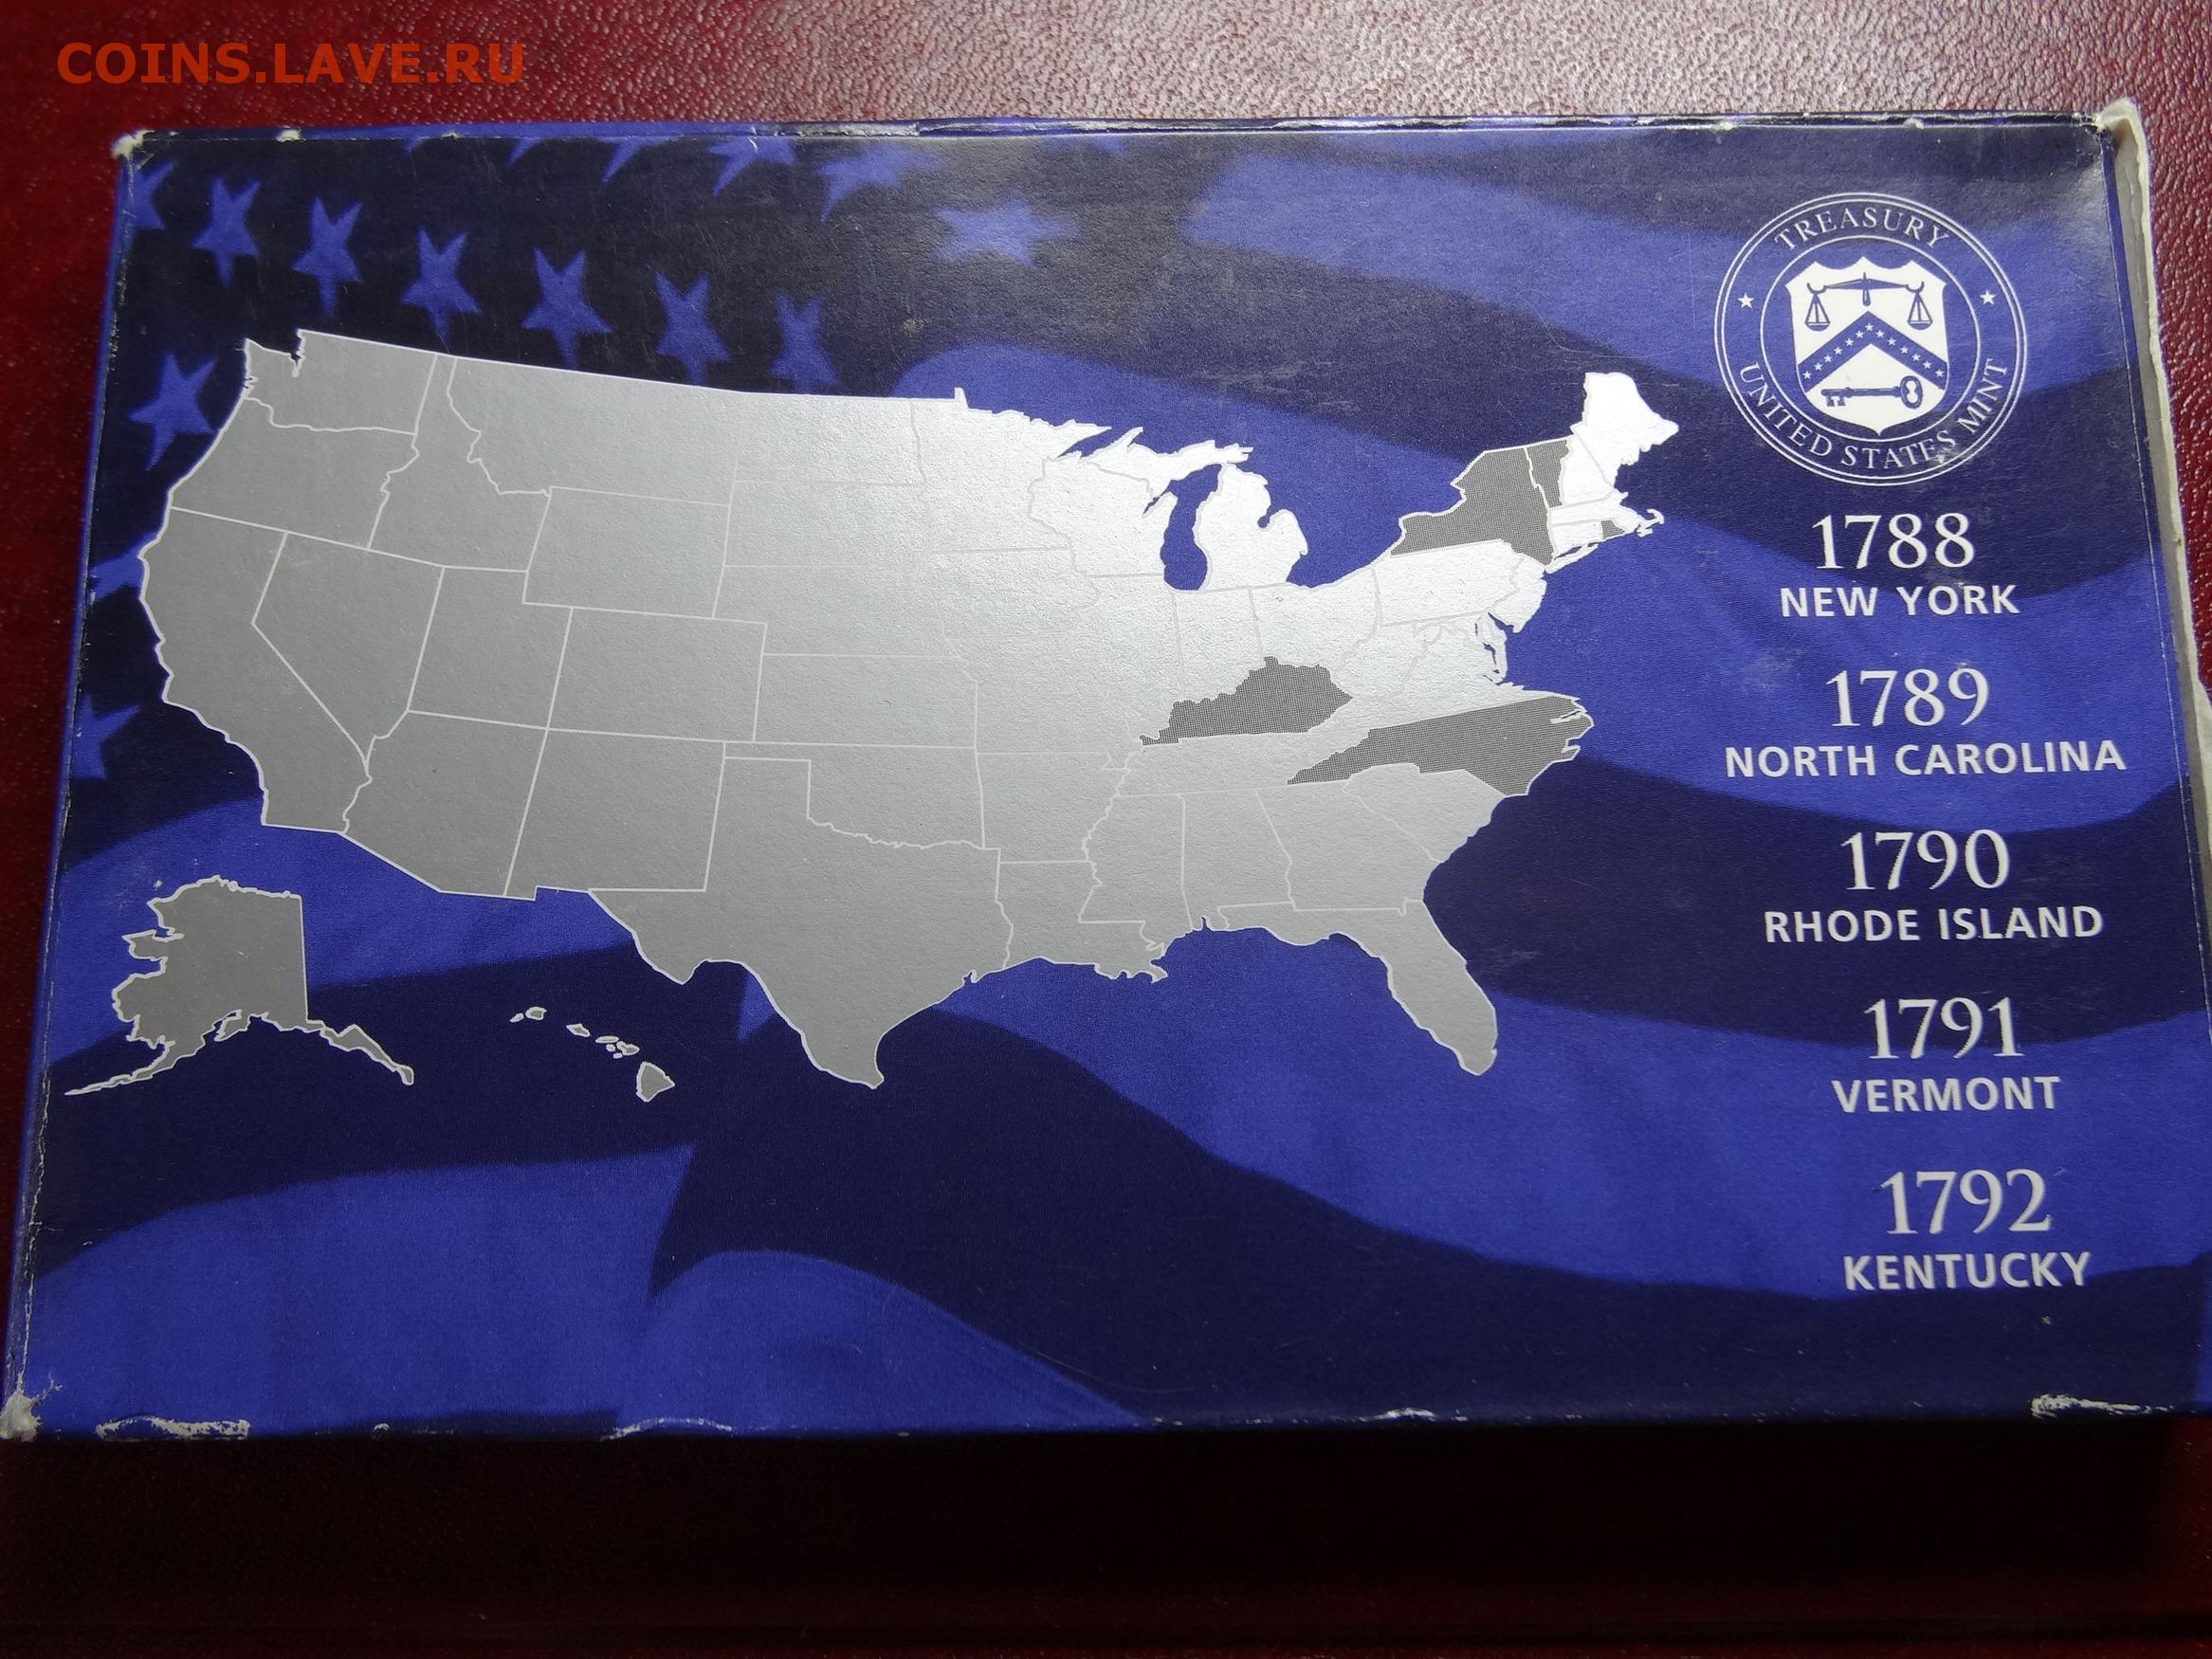 COINS.LAVE.RU
TREASURY
UNITED STATES MINT
1788
NEW YORK
1789
NORTH CAROLINA
1790
RHODE ISLAND
1791
VERMONT
1792
KENTUCKY